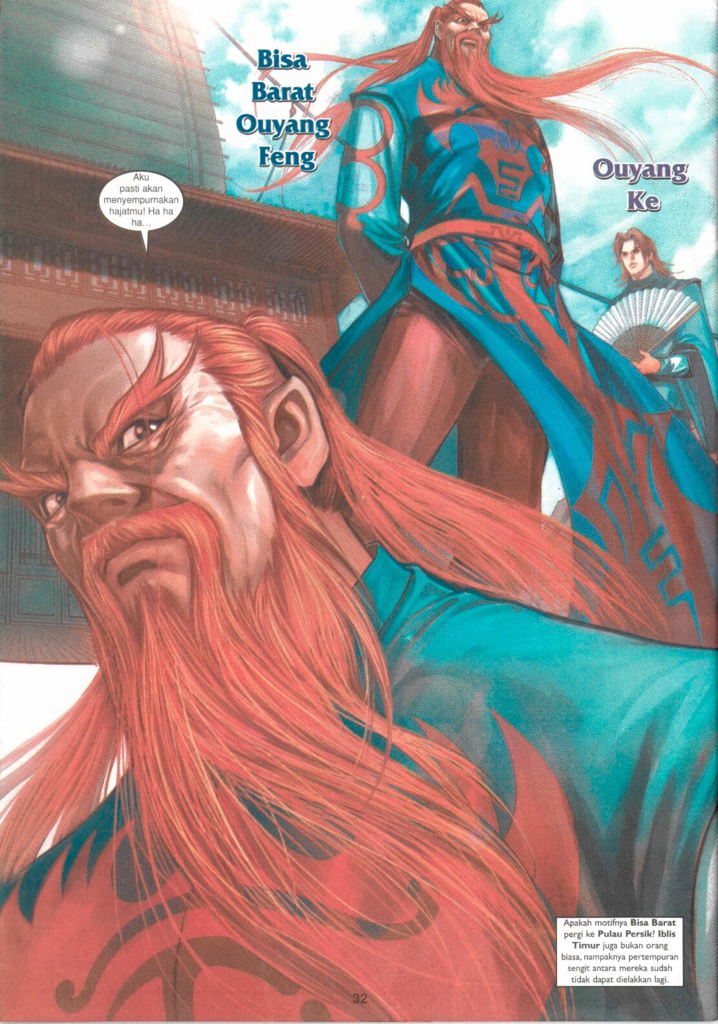 Bisa
Barat
Ouyang
Feng
Ouyang
Ke
Aku
pasti akan
menyempurnakan
hajatmu! Ha ha
ha...
Apakah motifnya Bisa Barat
pergi ke Pulau Persik? Iblis
Timur juga bukan orang
biasa, nampaknya pertempuran
sengit antara mereka sudah
tidak dapat dielakkan lagi.
32